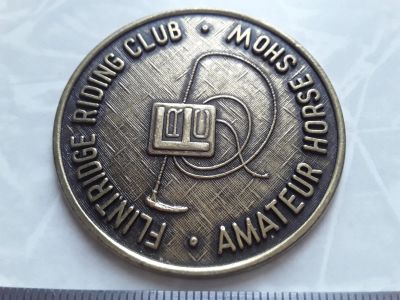 FLINTRIDGE RIDING CLUB • AMATEUR HORSE SHOW •